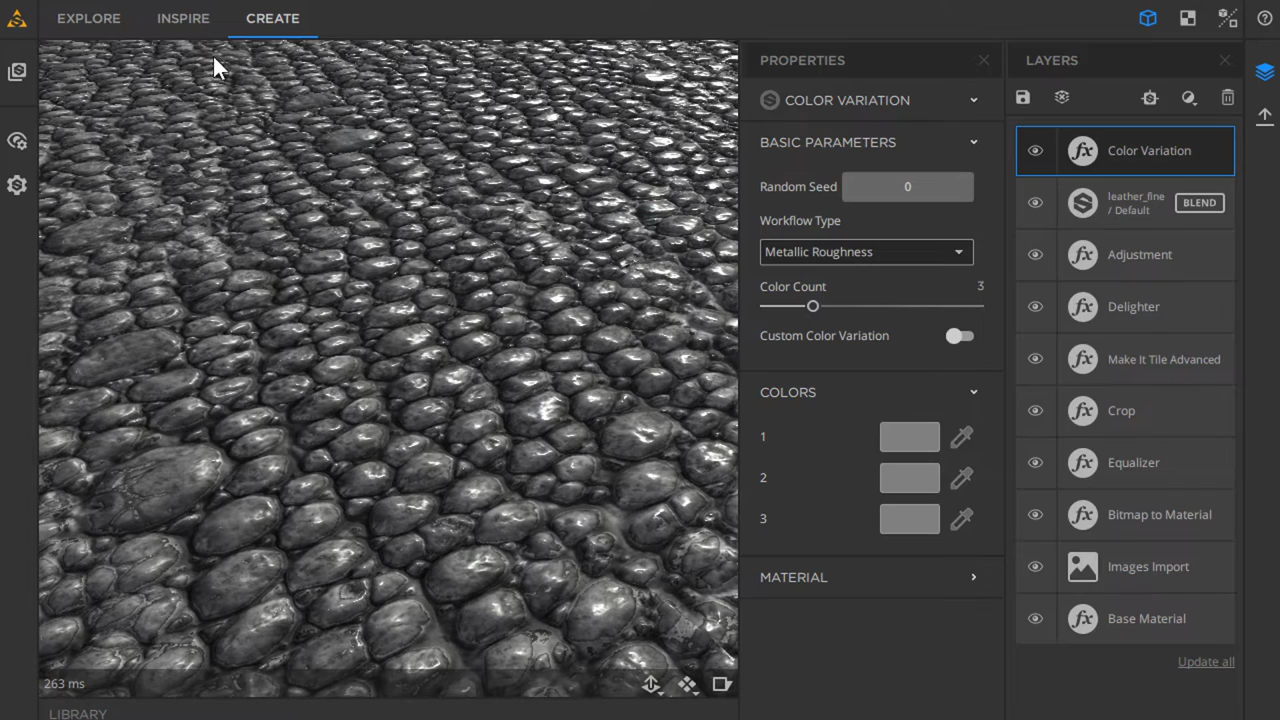 EXPLORE INSPIRE CREATE
PROPERTIES
COLOR VARIATION
BASIC PARAMETERS
Random Seed 0
Workflow Type
Metallic Roughness
Color Count 3
Custom Color Variation
COLORS
1
2
3
MATERIAL
LAYERS
Color Variation
leather_fine
/ Default
BLEND
Adjustment
Delighter
Make It Tile Advanced
Crop
Equalizer
Bitmap to Material
Images Import
Base Material
Update all
263 ms
LIBRARY